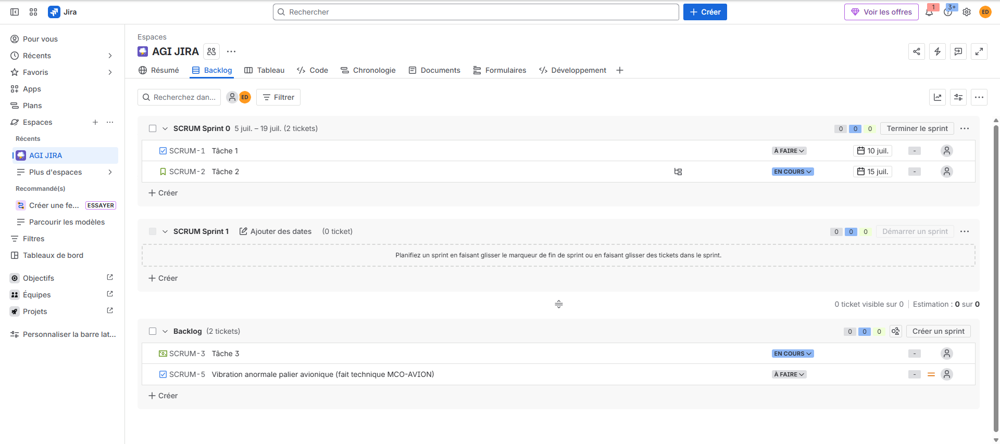 Jira
Rechercher
Créer
Voir les offres
1
3+
ED
Pour vous
Récents
Favoris
Apps
Plans
Espaces
Récents
AGI JIRA
Plus d'espaces
Recommandé(s)
Créer une fe... ESSAYER
Parcourir les modèles
Filtres
Tableaux de bord
Objectifs
Équipes
Projets
Personnaliser la barre lat...
Espaces
AGI JIRA
Résumé Backlog Tableau Code Chronologie Documents Formulaires Développement
Recherchez dan... ED Filtrer
SCRUM Sprint 0 5 juil. – 19 juil. (2 tickets) 0 0 0 Terminer le sprint
SCRUM-1 Tâche 1 À FAIRE 10 juil. -
SCRUM-2 Tâche 2 EN COURS 15 juil. -
Créer
SCRUM Sprint 1 Ajouter des dates (0 ticket) 0 0 0 Démarrer un sprint
Planifiez un sprint en faisant glisser le marqueur de fin de sprint ou en faisant glisser des tickets dans le sprint.
Créer
0 ticket visible sur 0 Estimation : 0 sur 0
Backlog (2 tickets) 0 0 0 Créer un sprint
SCRUM-3 Tâche 3 EN COURS -
SCRUM-5 Vibration anormale palier avionique (fait technique MCO-AVION) À FAIRE -
Créer